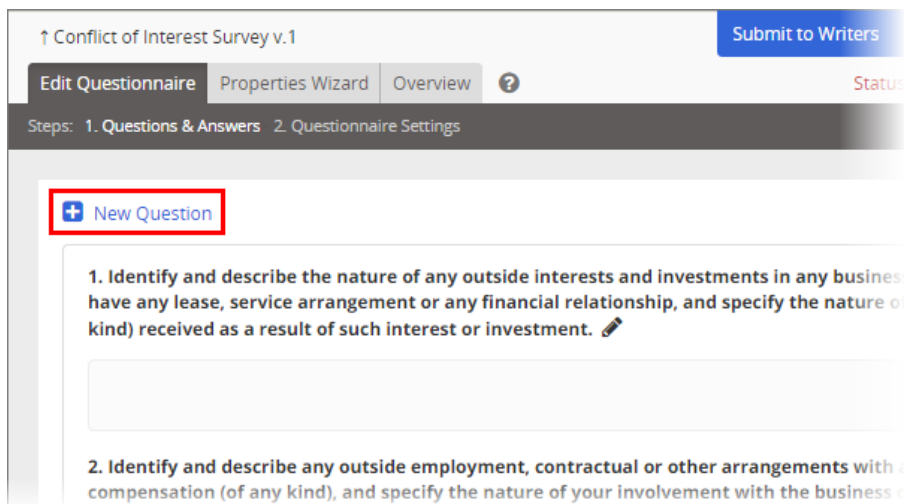 ↑ Conflict of Interest Survey v.1
Submit to Writers
Edit Questionnaire Properties Wizard Overview ?
Status
Steps: 1. Questions & Answers 2. Questionnaire Settings
+ New Question
1. Identify and describe the nature of any outside interests and investments in any
have any lease, service arrangement or any financial relationship, and specify the nature
kind) received as a result of such interest or investment.
2. Identify and describe any outside employment, contractual or other arrangements with
compensation (of any kind), and specify the nature of your involvement with the business